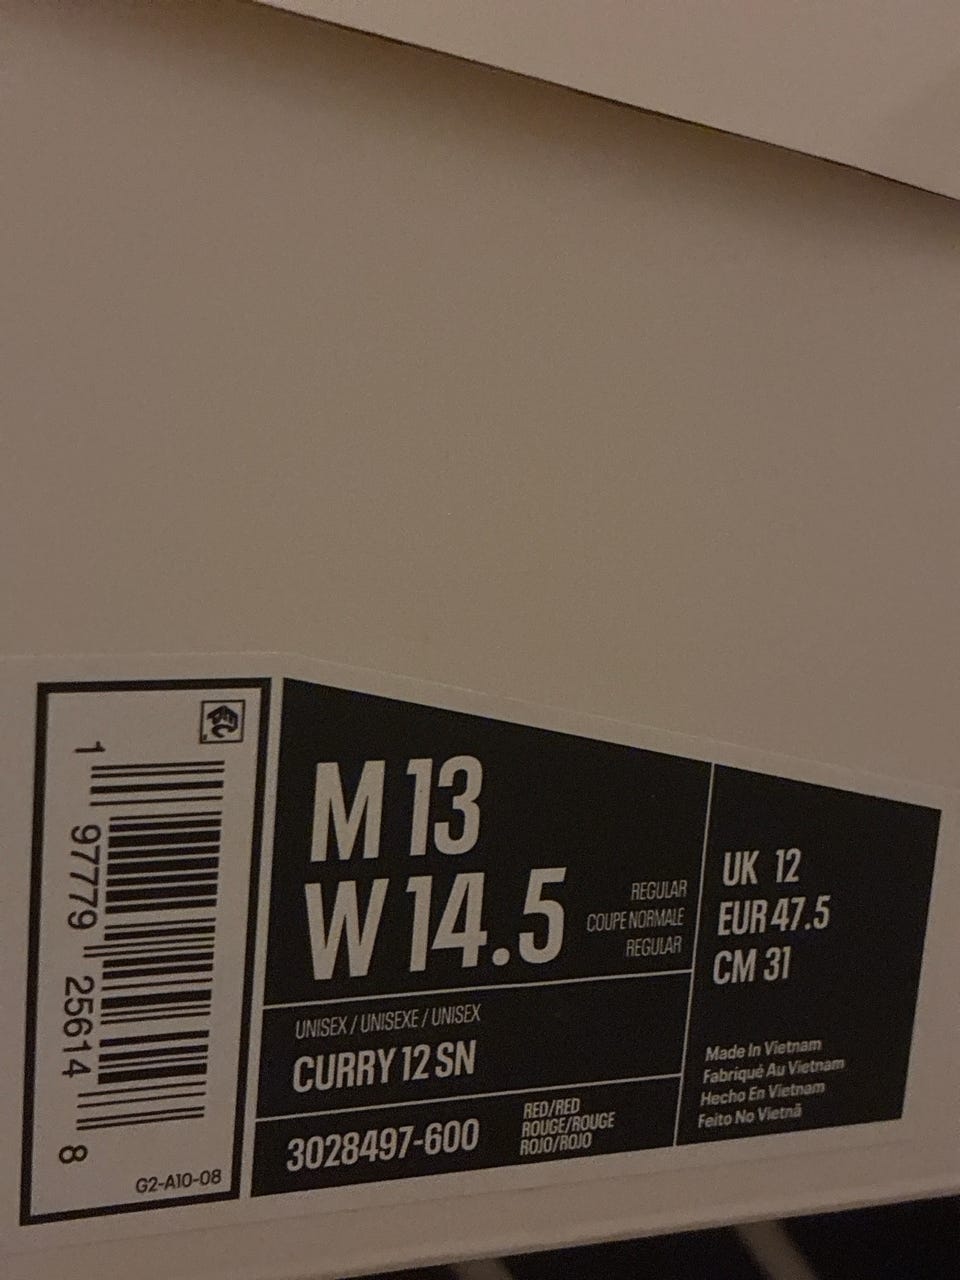 1 97779 25614 8
G2-A10-08
M 13
W 14.5
REGULAR
COUPE NORMALE
REGULAR
UNISEX / UNISEXE / UNISEX
CURRY 12 SN
3028497-600
RED/RED
ROUGE/ROUGE
ROJO/ROJO
UK 12
EUR 47.5
CM 31
Made In Vietnam
Fabriqué Au Vietnam
Hecho En Vietnam
Feito No Vietnã